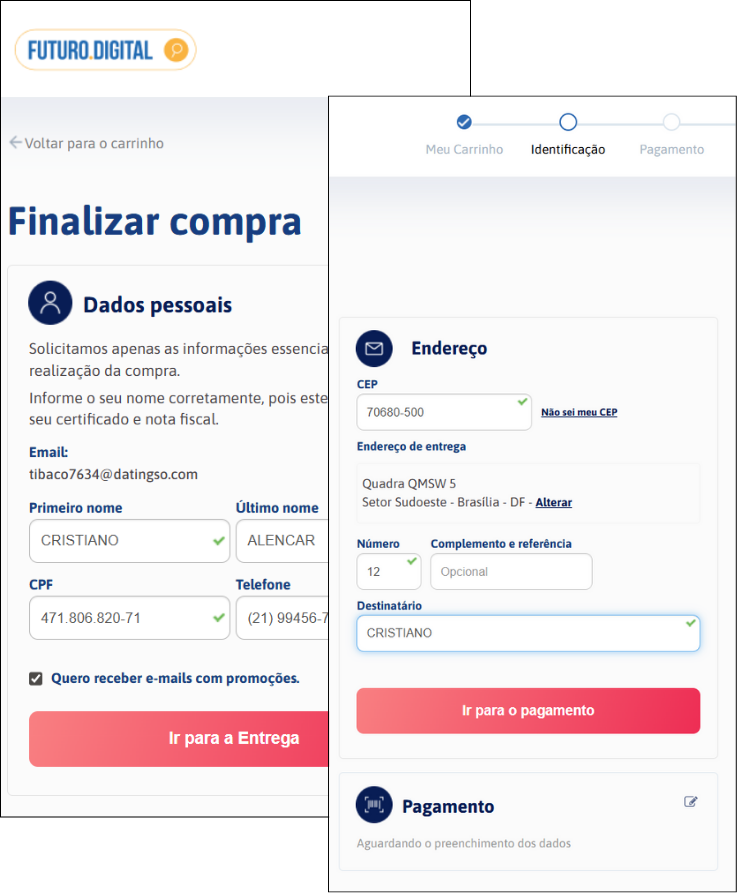 FUTURO.DIGITAL
Voltar para o carrinho
Finalizar compra
Dados pessoais
Solicitamos apenas as informações essencia
realização da compra.
Informe o seu nome corretamente, pois este
seu certificado e nota fiscal.
Email:
tibaco7634@datingso.com
Primeiro nome
Último nome
CRISTIANO
ALENCAR
CPF
Telefone
471.806.820-71
(21) 99456-7
Quero receber e-mails com promoções.
Ir para a Entrega
Meu Carrinho
Identificação
Pagamento
Endereço
CEP
70680-500
Não sei meu CEP
Endereço de entrega
Quadra QMSW 5
Setor Sudoeste - Brasília - DF - Alterar
Número
Complemento e referência
12
Opcional
Destinatário
CRISTIANO
Ir para o pagamento
Pagamento
Aguardando o preenchimento dos dados